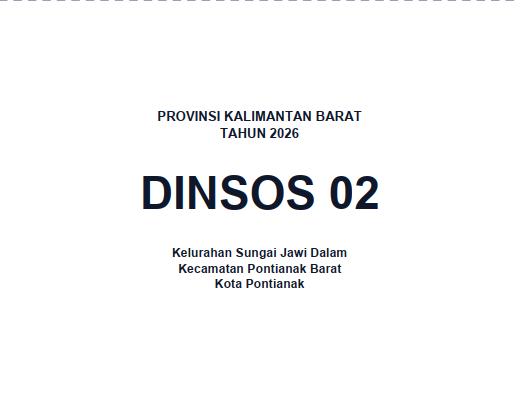 PROVINSI KALIMANTAN BARAT
TAHUN 2026
DINSOS 02
Kelurahan Sungai Jawi Dalam
Kecamatan Pontianak Barat
Kota Pontianak